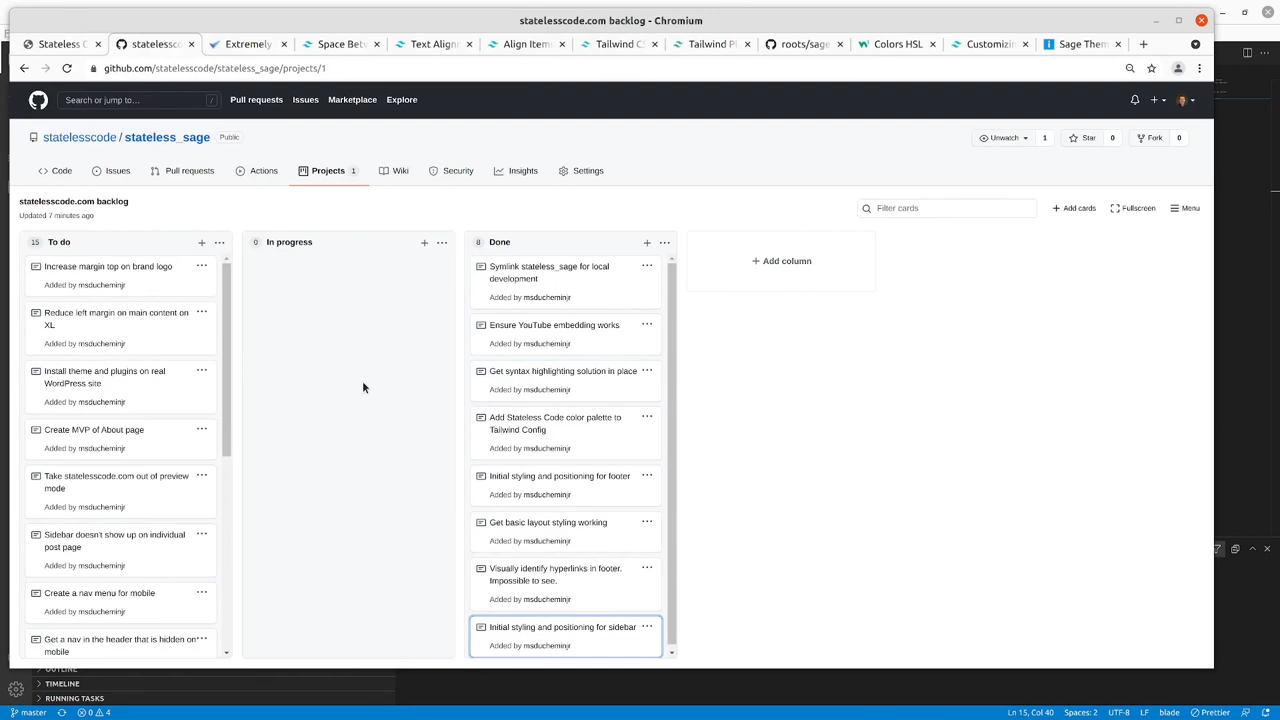 statelesscode.com backlog - Chromium
Stateless C
statelessc
Extremely
Space Betw
Text Alignm
Align Item
Tailwind CS
Tailwind Pl
roots/sage
Colors HSL
Customizin
Sage Them
github.com/statelesscode/stateless_sage/projects/1
Search or jump to…
/
Pull requests
Issues
Marketplace
Explore
statelesscode / stateless_sage
Public
Unwatch
1
Star
0
Fork
0
Code
Issues
Pull requests
Actions
Projects 1
Wiki
Security
Insights
Settings
statelesscode.com backlog
Updated 7 minutes ago
Filter cards
Add cards
Fullscreen
Menu
15 To do
Increase margin top on brand logo
Added by msducheminjr
Reduce left margin on main content on
XL
Added by msducheminjr
Install theme and plugins on real
WordPress site
Added by msducheminjr
Create MVP of About page
Added by msducheminjr
Take statelesscode.com out of preview
mode
Added by msducheminjr
Sidebar doesn't show up on individual
post page
Added by msducheminjr
Create a nav menu for mobile
Added by msducheminjr
Get a nav in the header that is hidden on
mobile
0 In progress
8 Done
Symlink stateless_sage for local
development
Added by msducheminjr
Ensure YouTube embedding works
Added by msducheminjr
Get syntax highlighting solution in place
Added by msducheminjr
Add Stateless Code color palette to
Tailwind Config
Added by msducheminjr
Initial styling and positioning for footer
Added by msducheminjr
Get basic layout styling working
Added by msducheminjr
Visually identify hyperlinks in footer.
Impossible to see.
Added by msducheminjr
Initial styling and positioning for sidebar
Added by msducheminjr
Add column
OUTLINE
TIMELINE
RUNNING TASKS
master
0
4
Ln 15, Col 40
Spaces: 2
UTF-8
LF
blade
Prettier